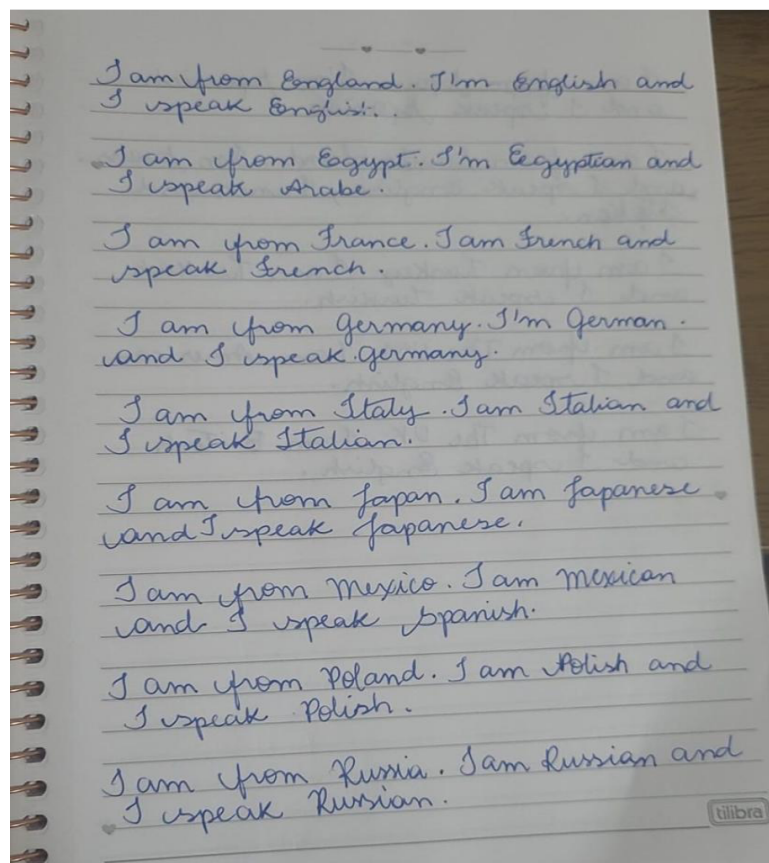 I am from England. I'm English and
I speak English.
I am from Eogypt. I'm Eegyptian and
I speak Arabe.
I am from France. I am French and
speak French.
I am from Germany. I'm German.
and I speak germany.
I am from Italy. I am Italian and
I speak Italian.
I am from Japan. I am Japanese
and I speak Japanese.
I am from Mexico. I am Mexican
and I speak Spanish.
I am from Poland. I am Polish and
I speak Polish.
I am from Russia. I am Russian and
I speak Russian.
tilibra